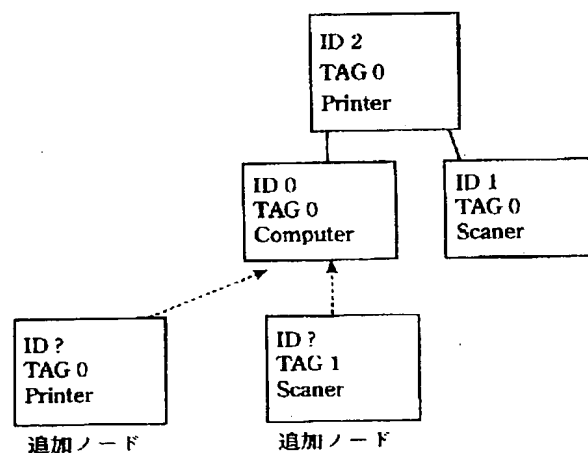 ID 2
TAG 0
Printer
ID 0
TAG 0
Computer
ID 1
TAG 0
Scaner
ID ?
TAG 0
Printer
ID ?
TAG 1
Scaner
追加ノード
追加ノード